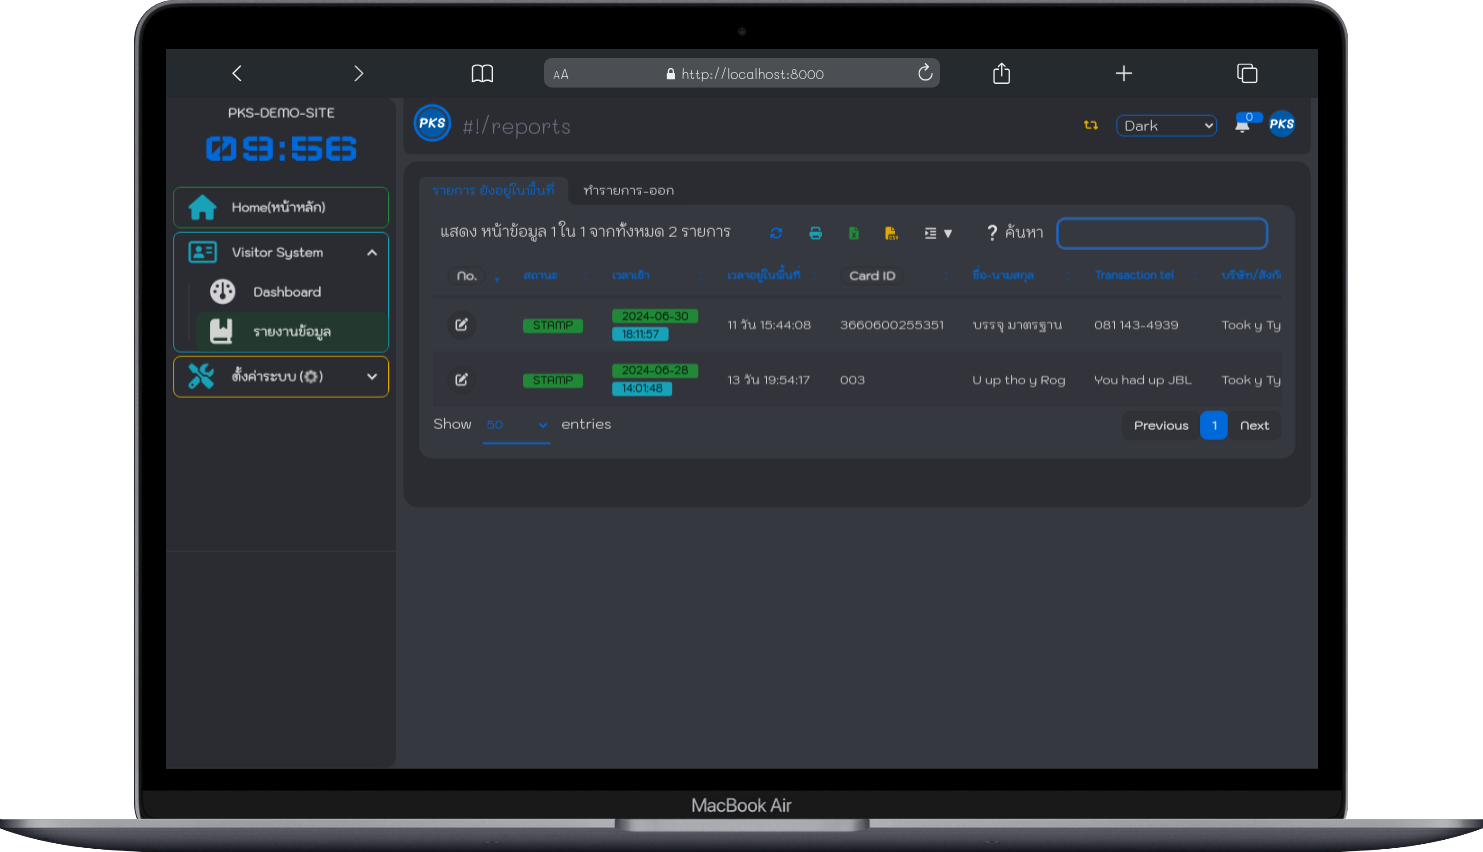 AA
http://localhost:8000
PKS-DEMO-SITE
09:56
PKS
#!/reports
Dark
0
PKS
Home(หน้าหลัก)
Visitor System
Dashboard
รายงานข้อมูล
ตั้งค่าระบบ ( )
รายการ ยังอยู่ในพื้นที่
ทำรายการ-ออก
แสดง หน้าข้อมูล 1 ใน 1 จากทั้งหมด 2 รายการ
? ค้นหา
No. สถานะ เวลาเข้า เวลาอยู่ในพื้นที่ Card ID ชื่อ-นามสกุล Transaction tel บริษัท/สังกั
STAMP 2024-06-30 18:11:57 11 วัน 15:44:08 3660600255351 บรรจุ มาตรฐาน 081 143-4939 Took y Ty
STAMP 2024-06-28 14:01:48 13 วัน 19:54:17 003 U up tho y Rog You had up JBL Took y Ty
Show 50 entries
Previous 1 Next
MacBook Air